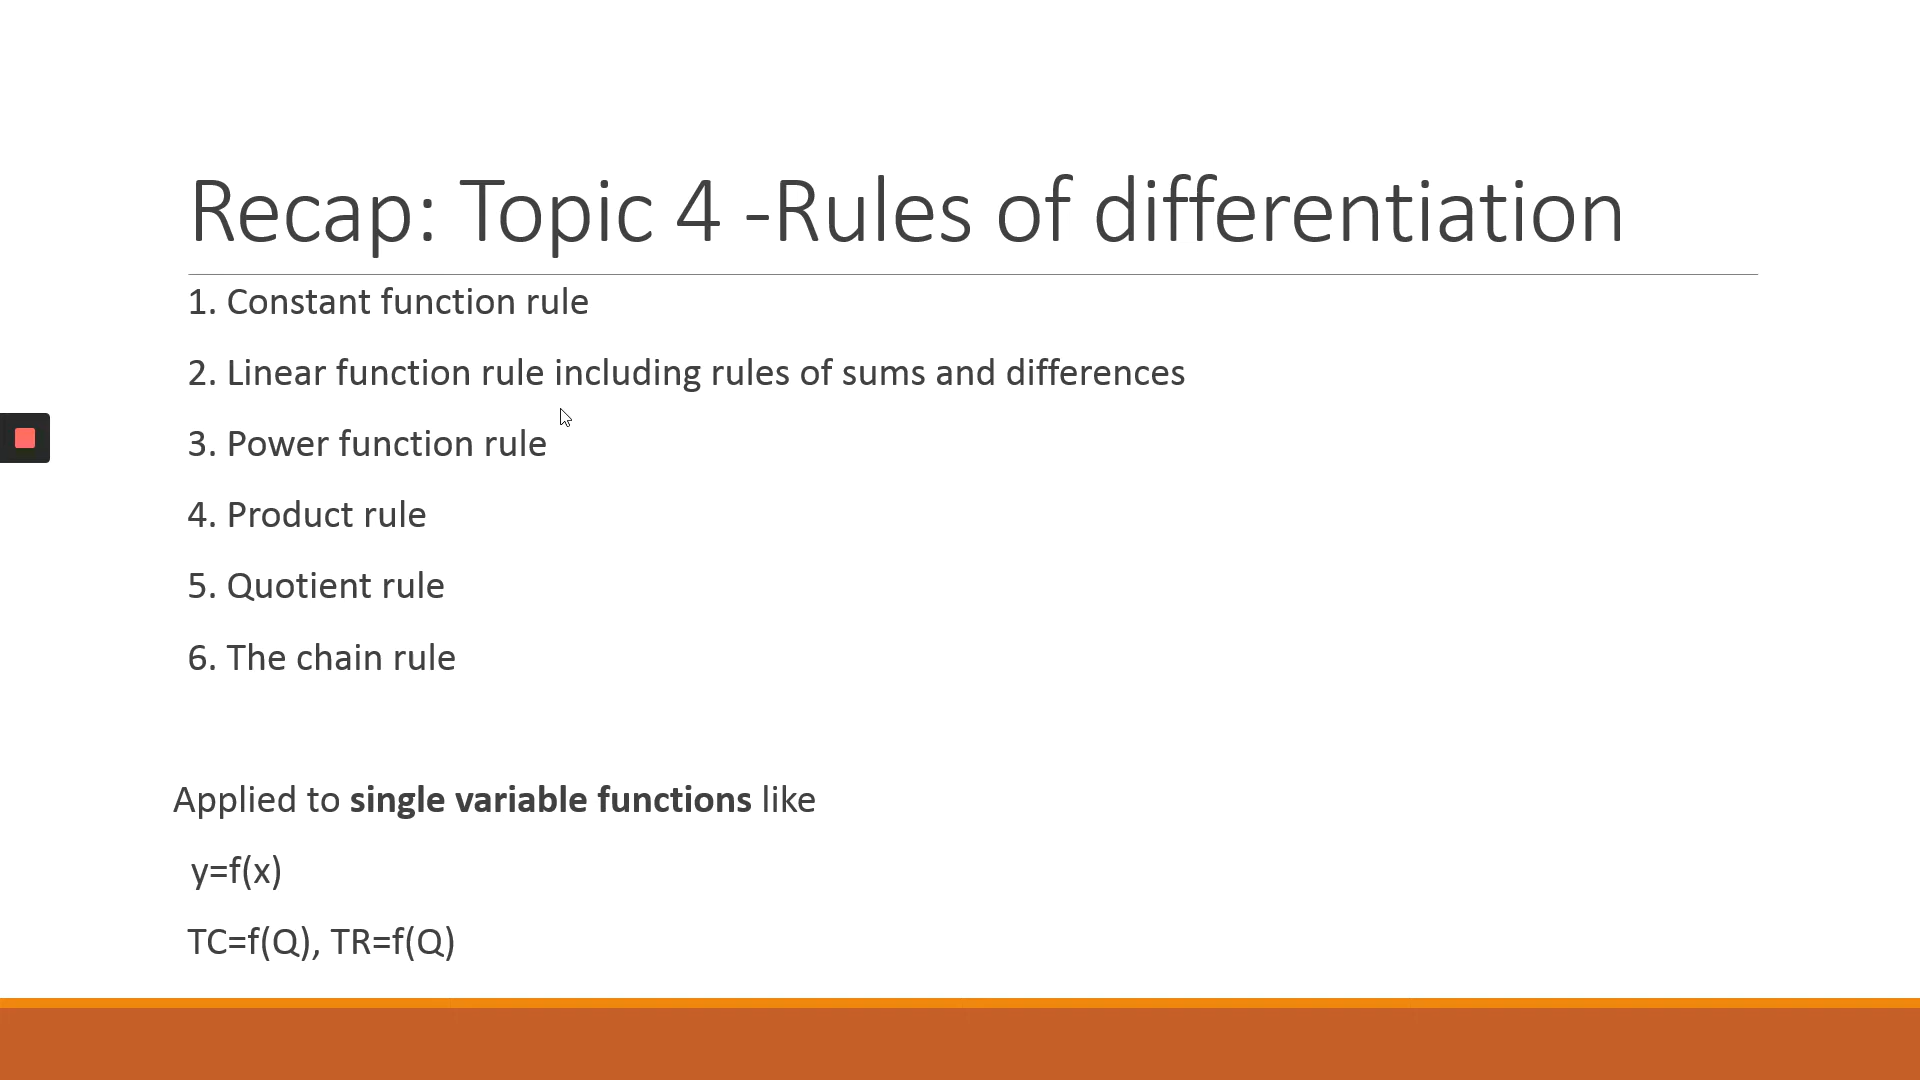 Recap: Topic 4 -Rules of differentiation
1. Constant function rule
2. Linear function rule including rules of sums and differences
3. Power function rule
4. Product rule
5. Quotient rule
6. The chain rule
Applied to single variable functions like
y=f(x)
TC=f(Q), TR=f(Q)